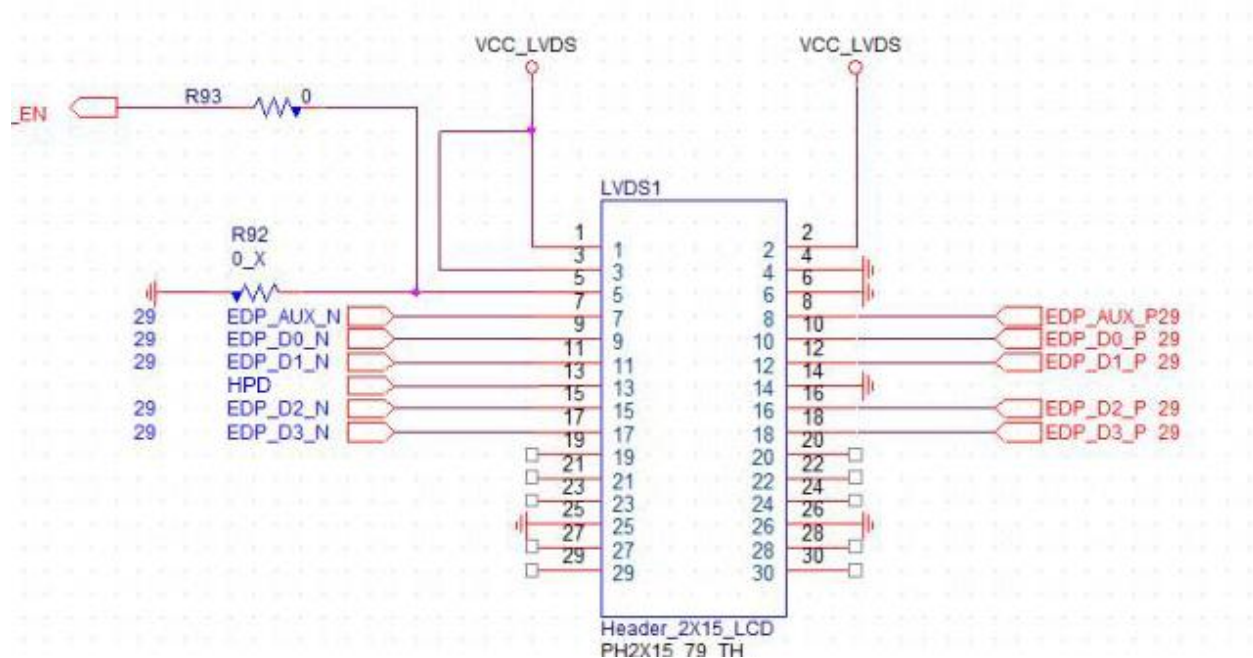 VCC_LVDS VCC_LVDS
R93 0
_EN
LVDS1
R92
0_X
1 1 2 2
3 3 4 4
5 5 6 6
29 EDP_AUX_N 7 7 8 8 EDP_AUX_P 29
29 EDP_D0_N 9 9 10 10 EDP_D0_P 29
29 EDP_D1_N 11 11 12 12 EDP_D1_P 29
HPD 13 13 14 14
29 EDP_D2_N 15 15 16 16 EDP_D2_P 29
29 EDP_D3_N 17 17 18 18 EDP_D3_P 29
19 19 20 20
21 21 22 22
23 23 24 24
25 25 26 26
27 27 28 28
29 29 30 30
Header_2X15_LCD
PH2X15_79_TH